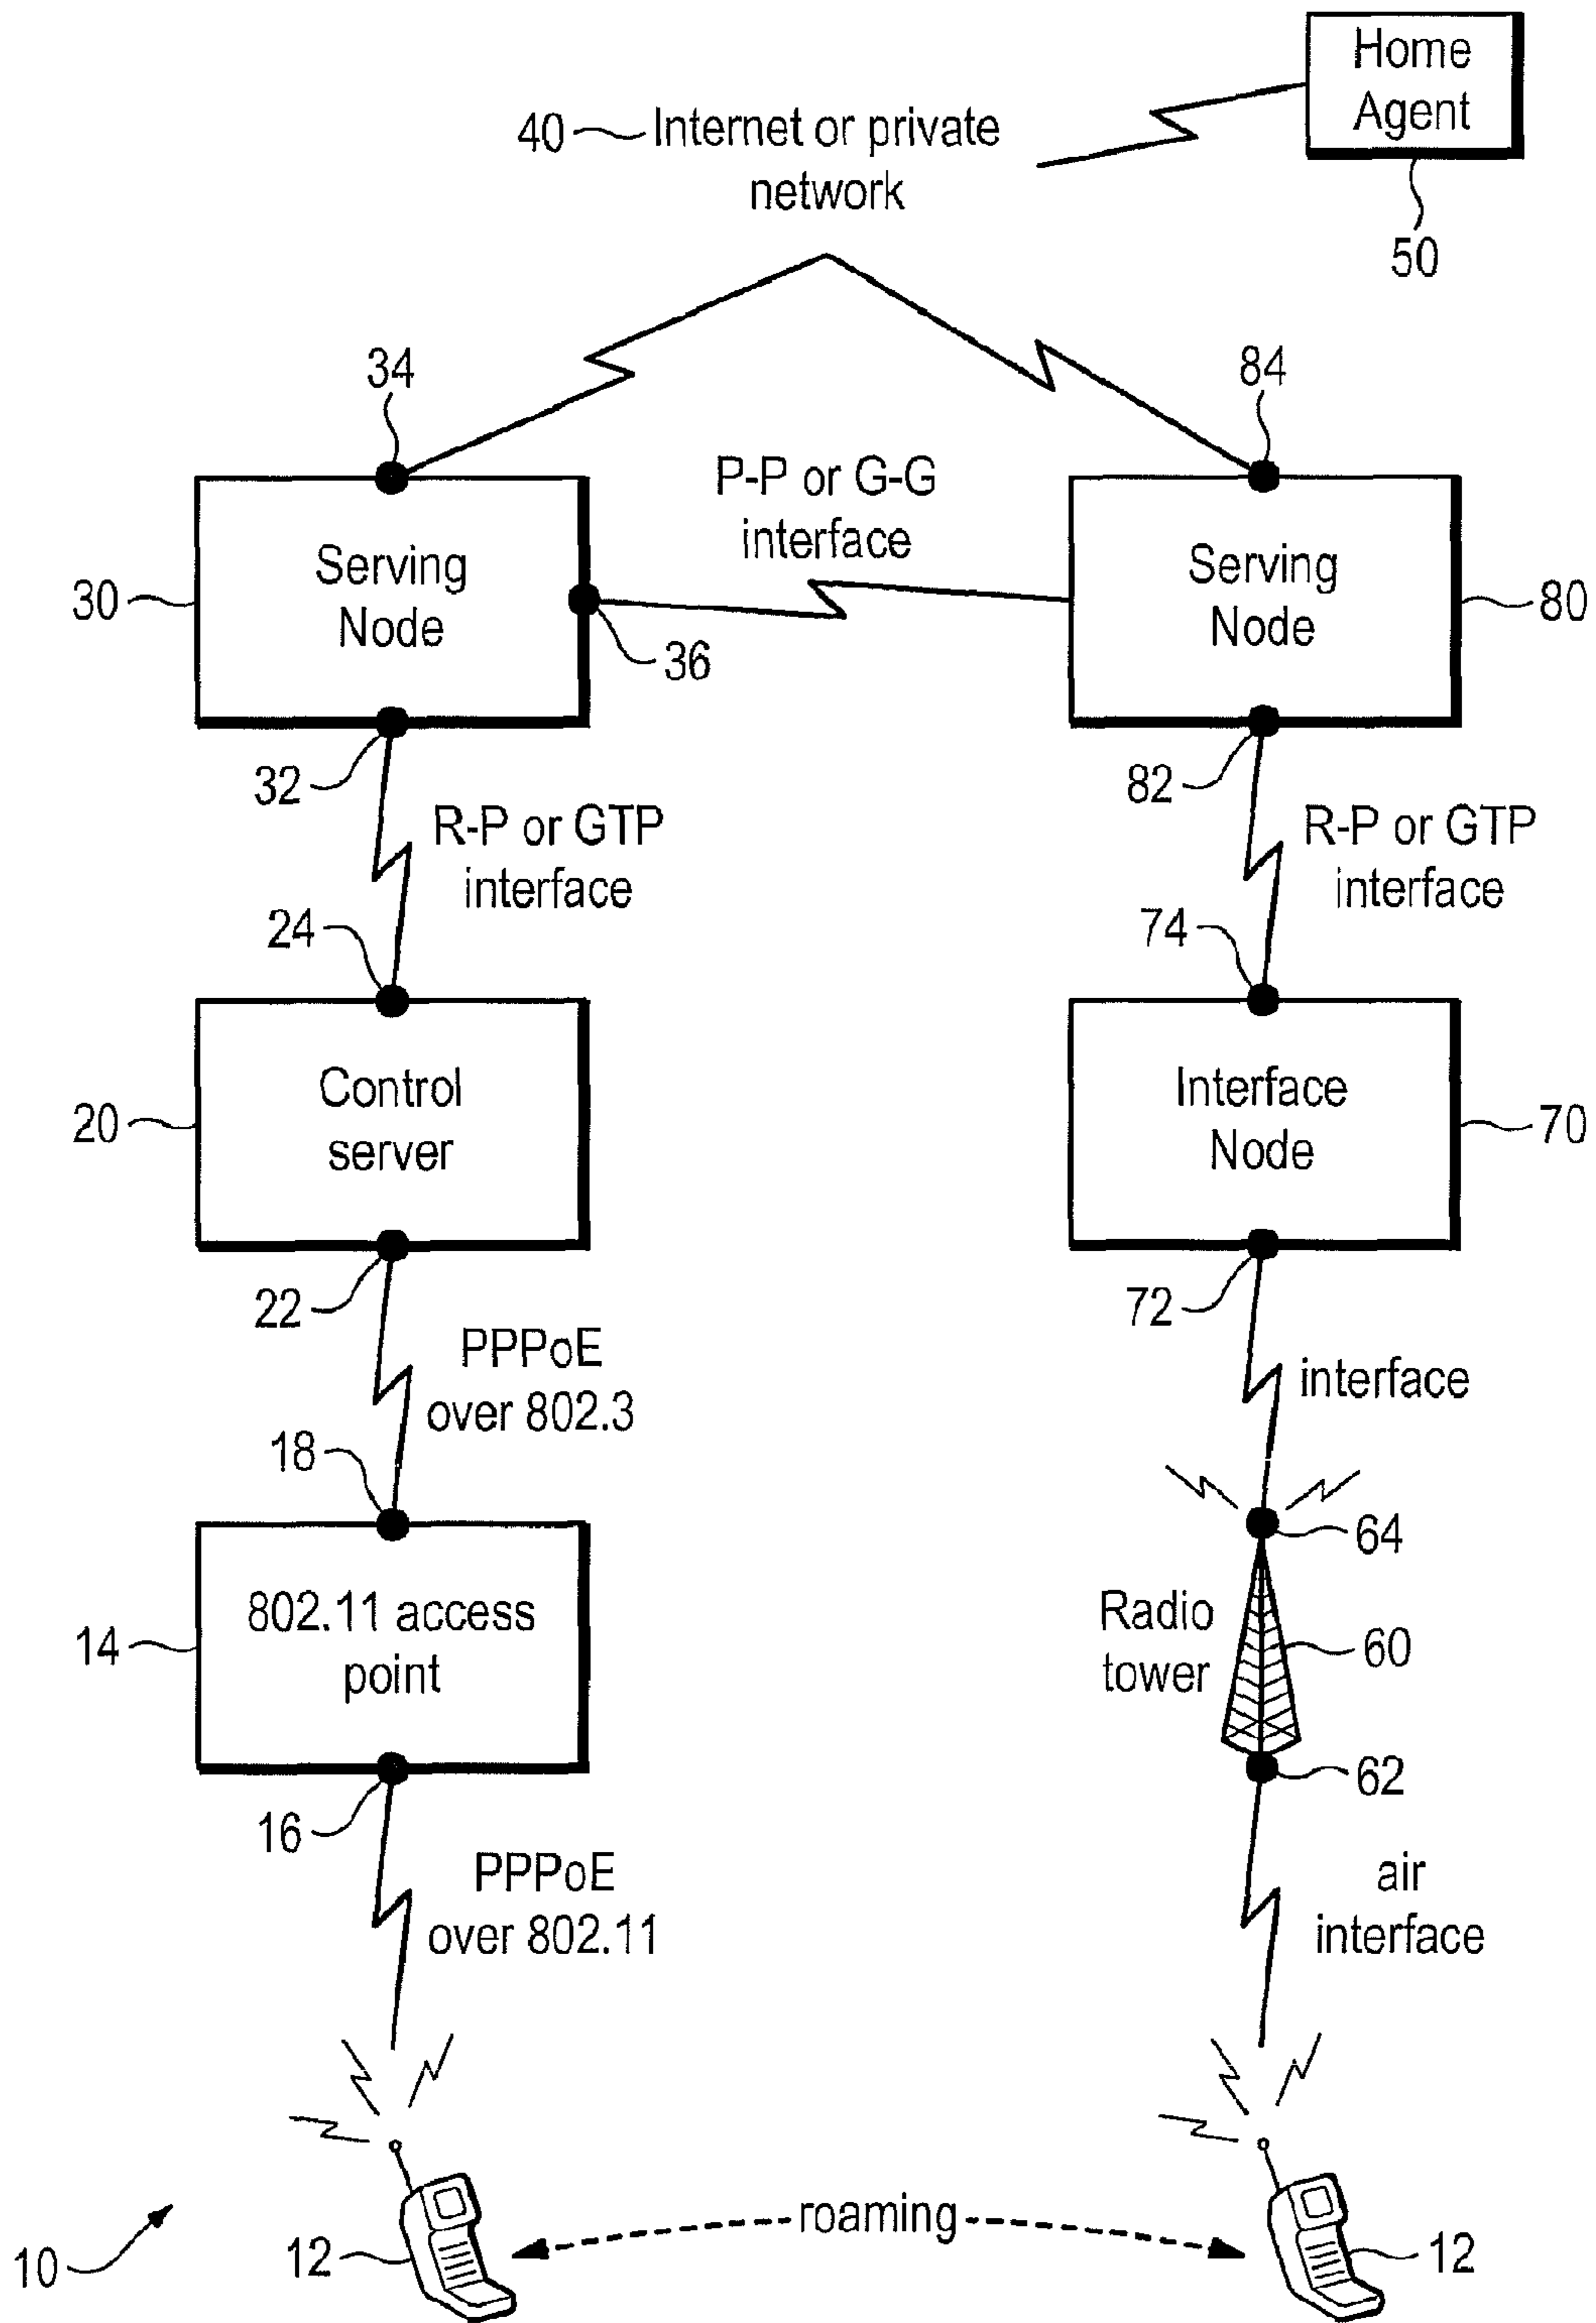 Home
Agent
50
40
Internet or private
network
34
84
P-P or G-G
interface
Serving
Node
30
36
Serving
Node
80
32
R-P or GTP
interface
82
R-P or GTP
interface
24
74
Control
server
20
Interface
Node
70
22
PPPoE
over 802.3
72
interface
18
64
802.11 access
point
14
Radio
tower
60
62
16
PPPoE
over 802.11
air
interface
roaming
10
12
12